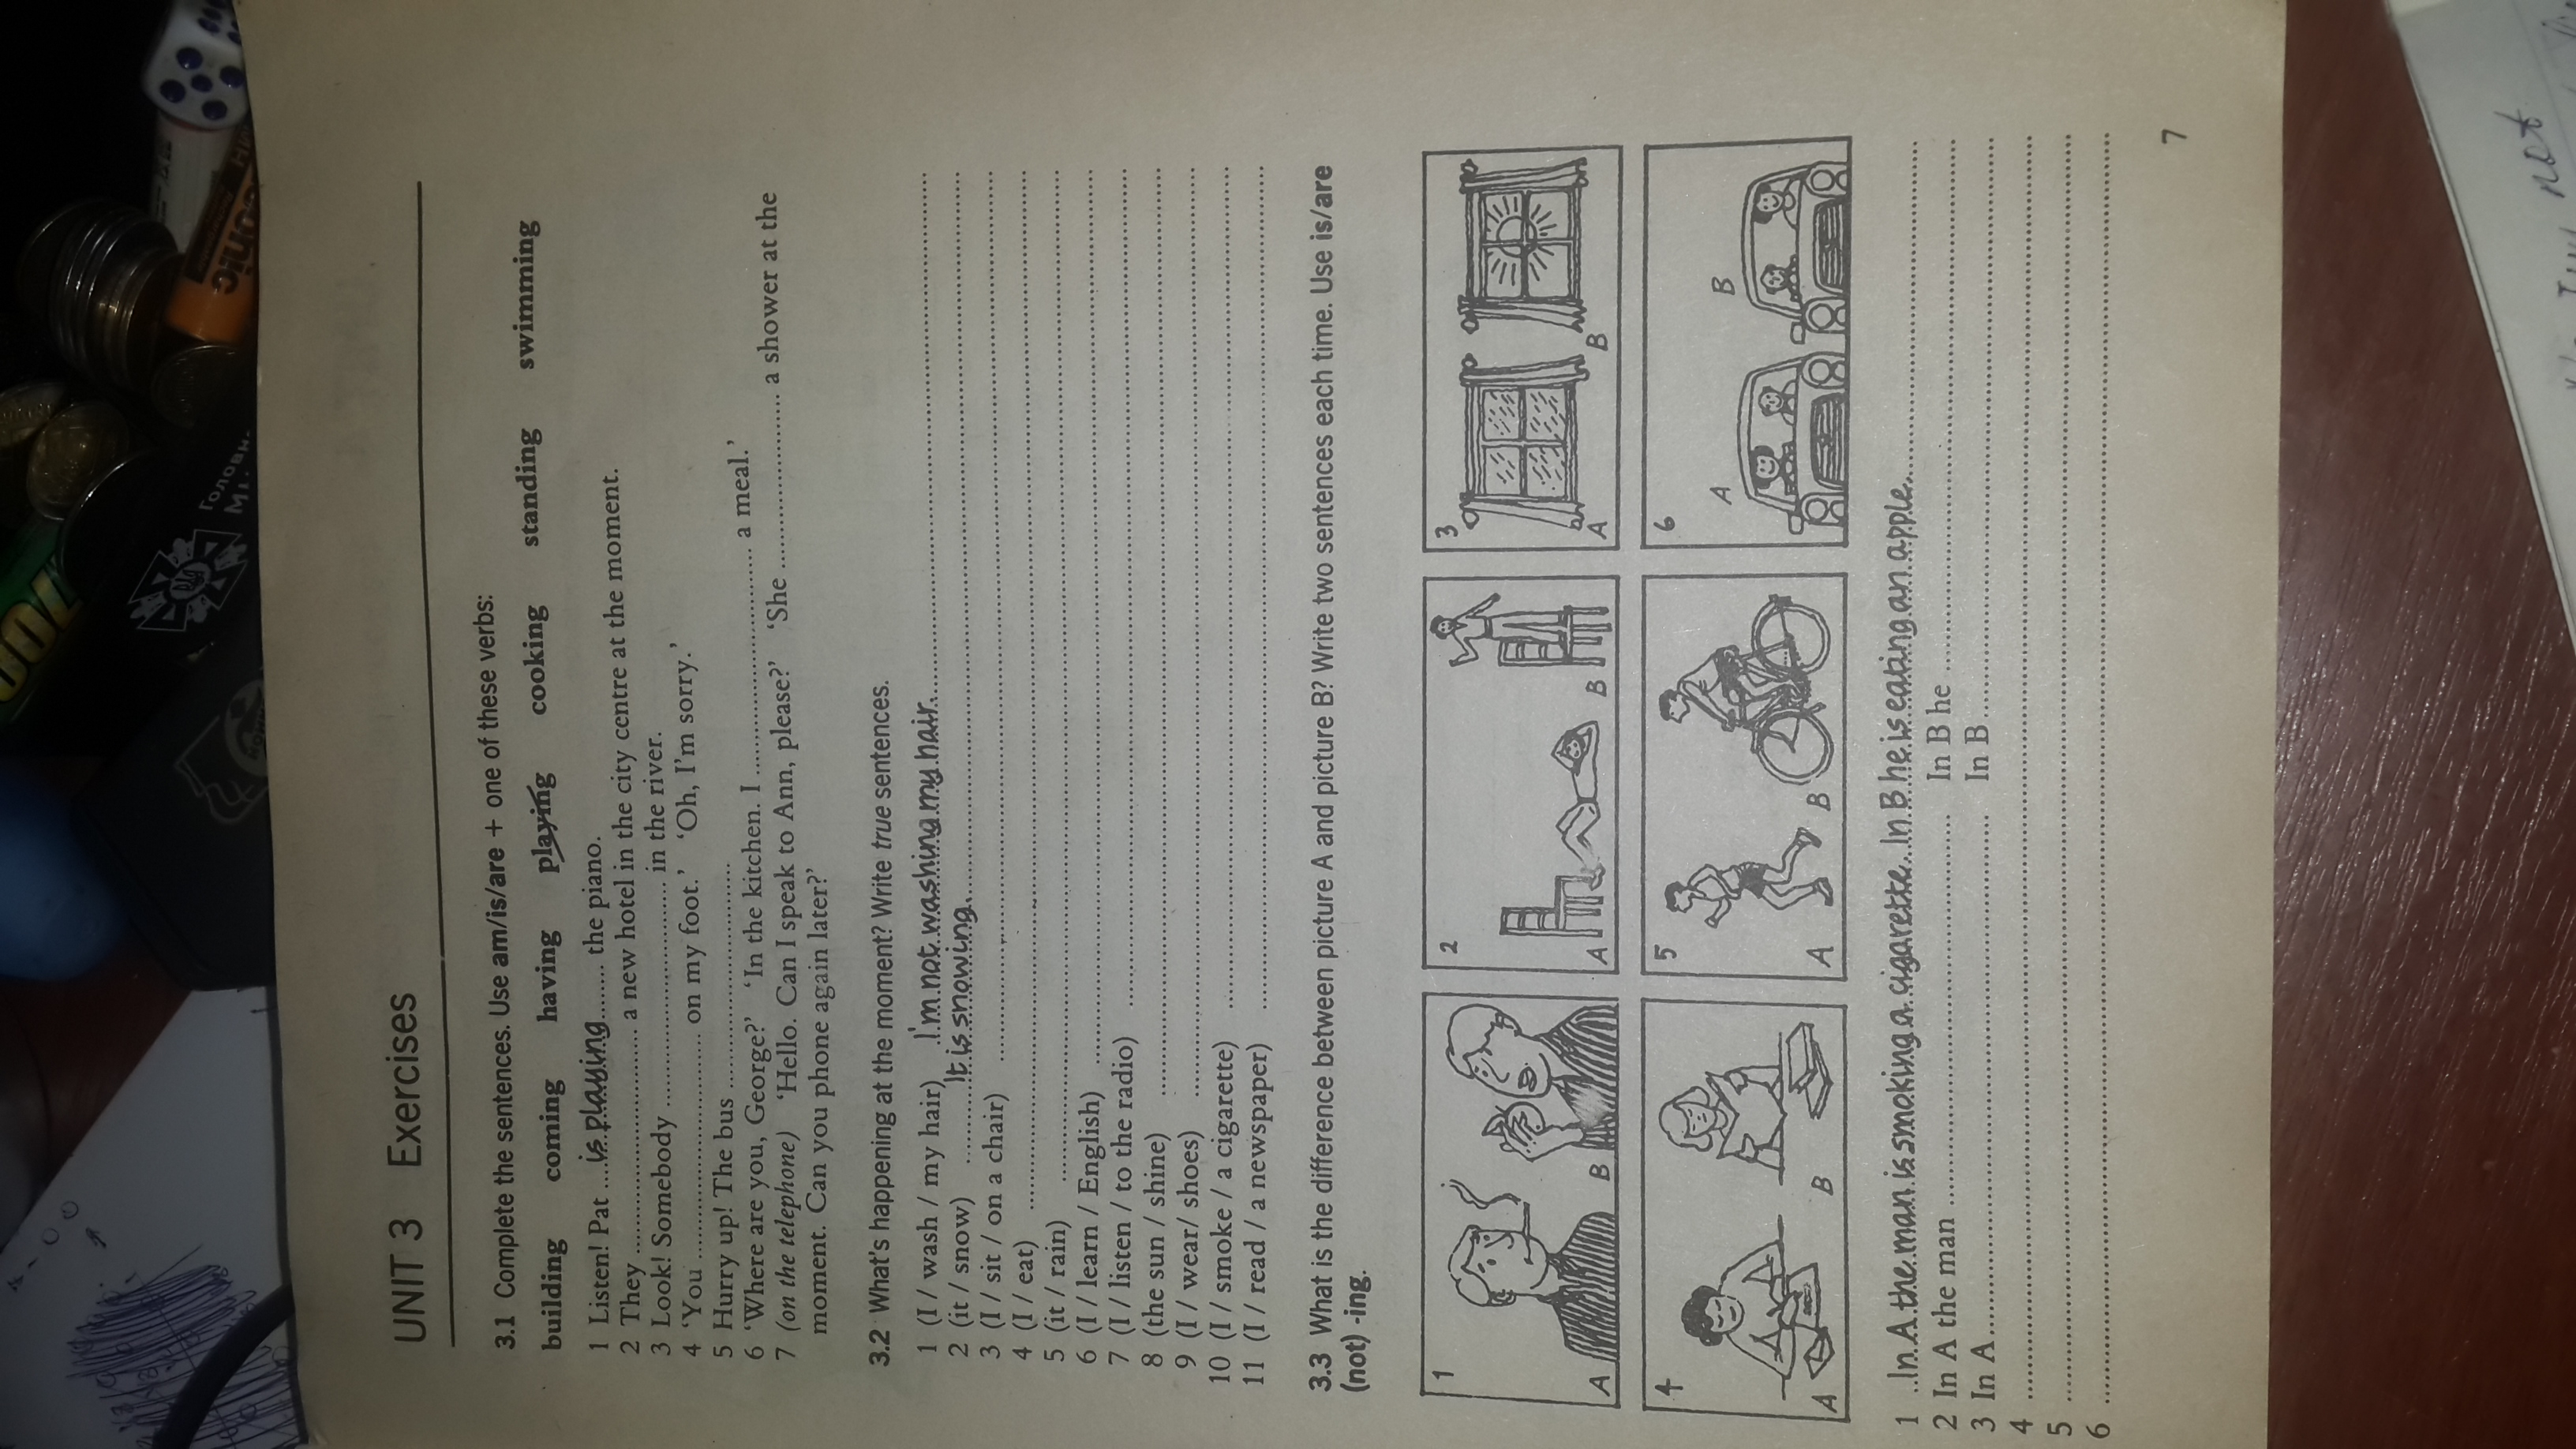 Головн
UNIT 3 Exercises
3.1 Complete the sentences. Use am/is/are + one of these verbs:
building coming having playing cooking standing swimming
1 Listen! Pat ....is playing........ the piano.
2 They .............................. a new hotel in the city centre at the moment.
3 Look! Somebody .............................. in the river.
4 ‘You .............................. on my foot.’ ‘Oh, I’m sorry.’
5 Hurry up! The bus ..............................
6 ‘Where are you, George?’ ‘In the kitchen. I .............................. a meal.’
7 (on the telephone) ‘Hello. Can I speak to Ann, please?’ ‘She ........................ a shower at the
moment. Can you phone again later?’
3.2 What’s happening at the moment? Write true sentences.
1 (I / wash / my hair) I’m not washing my hair.
2 (it / snow) It is snowing.
3 (I / sit / on a chair)
4 (I / eat)
5 (it / rain)
6 (I / learn / English)
7 (I / listen / to the radio)
8 (the sun / shine)
9 (I / wear/ shoes)
10 (I / smoke / a cigarette)
11 (I / read / a newspaper)
3.3 What is the difference between picture A and picture B? Write two sentences each time. Use is/are
(not) -ing.
1 A B
2 A B
3 A B
4 A B
5 A B
6 A B
1 In A the man is smoking a cigarette. In B he is eating an apple.
2 In A the man .............................. In B he ..............................
3 In A .............................. In B ..............................
4
5
6
7
not